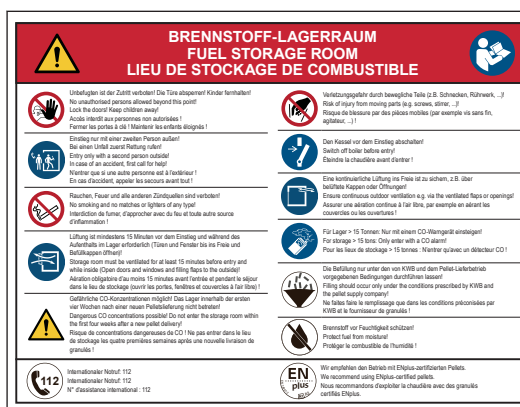 BRENNSTOFF-LAGERRAUM
FUEL STORAGE ROOM
LIEU DE STOCKAGE DE COMBUSTIBLE
Unbefugten ist der Zutritt verboten! Die Türe absperren! Kinder fernhalten!
No unauthorised persons allowed beyond this point!
Lock the doors! Keep children away!
Accès interdit aux personnes non autorisées !
Fermer les portes à clé ! Maintenir les enfants éloignés !
Einstieg nur mit einer zweiten Person außen!
Bei einen Unfall zuerst Rettung rufen!
Entry only with a second person outside!
In case of an accident, first call for help!
N'entrer que si une autre personne est à l'extérieur !
En cas d'accident, appeler les secours avant tout !
Rauchen, Feuer und alle anderen Zündquellen sind verboten!
No smoking and no matches or lighters of any type!
Interdiction de fumer, d'approcher avec du feu et toute autre source
d'inflammation !
Lüftung ist mindestens 15 Minuten vor dem Einstieg und während des
Aufenthalts im Lager erforderlich (Türen und Fenster bis ins Freie und
Befüllkappen öffnen)!
Storage room must be ventilated for at least 15 minutes before entry and
while inside (Open doors and windows and filling flaps to the outside)!
Aération obligatoire d'au moins 15 minutes avant l'entrée et pendant le séjour
dans le lieu de stockage (ouvrir les portes, fenêtres et couvercles à l'air libre) !
Gefährliche CO-Konzentrationen möglich! Das Lager innerhalb der ersten
vier Wochen nach einer neuen Pelletslieferung nicht betreten!
Dangerous CO concentrations possible! Do not enter the storage room within
the first four weeks after a new pellet delivery!
Risque de concentrations dangereuses de CO ! Ne pas entrer dans le lieu
de stockage les quatre premières semaines après une nouvelle livraison de
granulés !
112
Internationaler Notruf: 112
Internationaler Notruf: 112
N° d'assistance international : 112
Verletzungsgefahr durch bewegliche Teile (z.B. Schnecken, Rührwerk, ...)!
Risk of injury from moving parts (e.g. screws, stirrer, ...)!
Risque de blessure par des pièces mobiles (par exemple vis sans fin,
agitateur, ...) !
Den Kessel vor dem Einstieg abschalten!
Switch off boiler before entry!
Éteindre la chaudière avant d'entrer !
Eine kontinuierliche Lüftung ins Freie ist zu sichern, z.B. über
belüftete Kappen oder Öffnungen!
Ensure continuous outdoor ventilation e.g. via the ventilated flaps or openings!
Assurer une aération continue à l'air libre, par exemple en aérant les
couvercles ou les ouvertures !
Für Lager > 15 Tonnen: Nur mit einem CO-Warngerät einsteigen!
For storage > 15 tons: Only enter with a CO alarm!
Pour les lieux de stockage > 15 tonnes : N'entrer qu'avec un détecteur CO !
Die Befüllung nur unter den von KWB und dem Pellet-Lieferbetrieb
vorgegebenen Bedingungen durchführen lassen!
Filling should occur only under the conditions prescribed by KWB and
the pellet supply company!
Ne faites faire le remplissage que dans les conditions préconisées par
KWB et le fournisseur de granulés !
Brennstoff vor Feuchtigkeit schützen!
Protect fuel from moisture!
Protéger le combustible de l'humidité !
EN
plus
Wir empfehlen den Betrieb mit ENplus-zertifizierten Pellets.
We recommend using ENplus-certified pellets.
Nous recommandons d'exploiter la chaudière avec des granulés
certifiés ENplus.